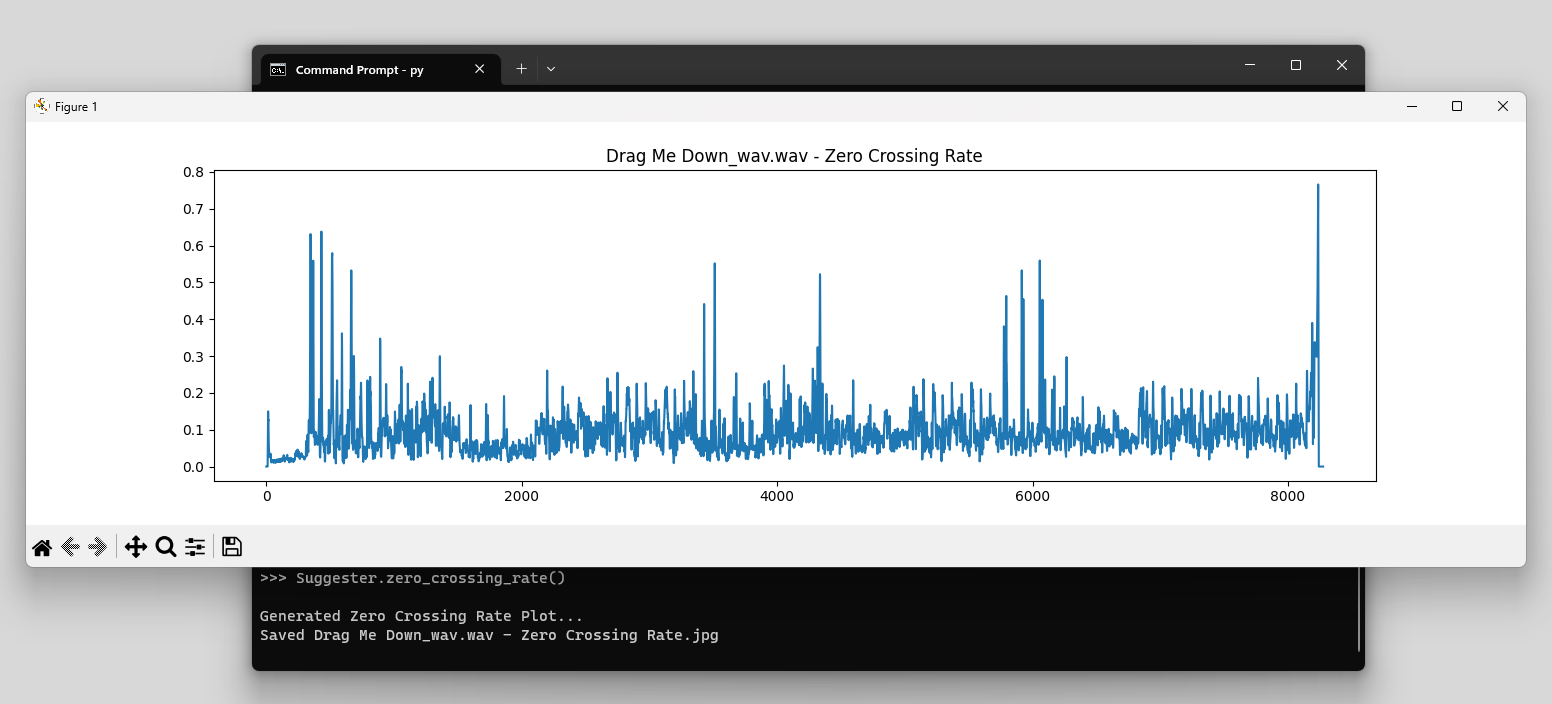 Command Prompt - py
Figure 1
Drag Me Down_wav.wav - Zero Crossing Rate
0.8
0.7
0.6
0.5
0.4
0.3
0.2
0.1
0.0
0 2000 4000 6000 8000
>>> Suggester.zero_crossing_rate()
Generated Zero Crossing Rate Plot...
Saved Drag Me Down_wav.wav - Zero Crossing Rate.jpg